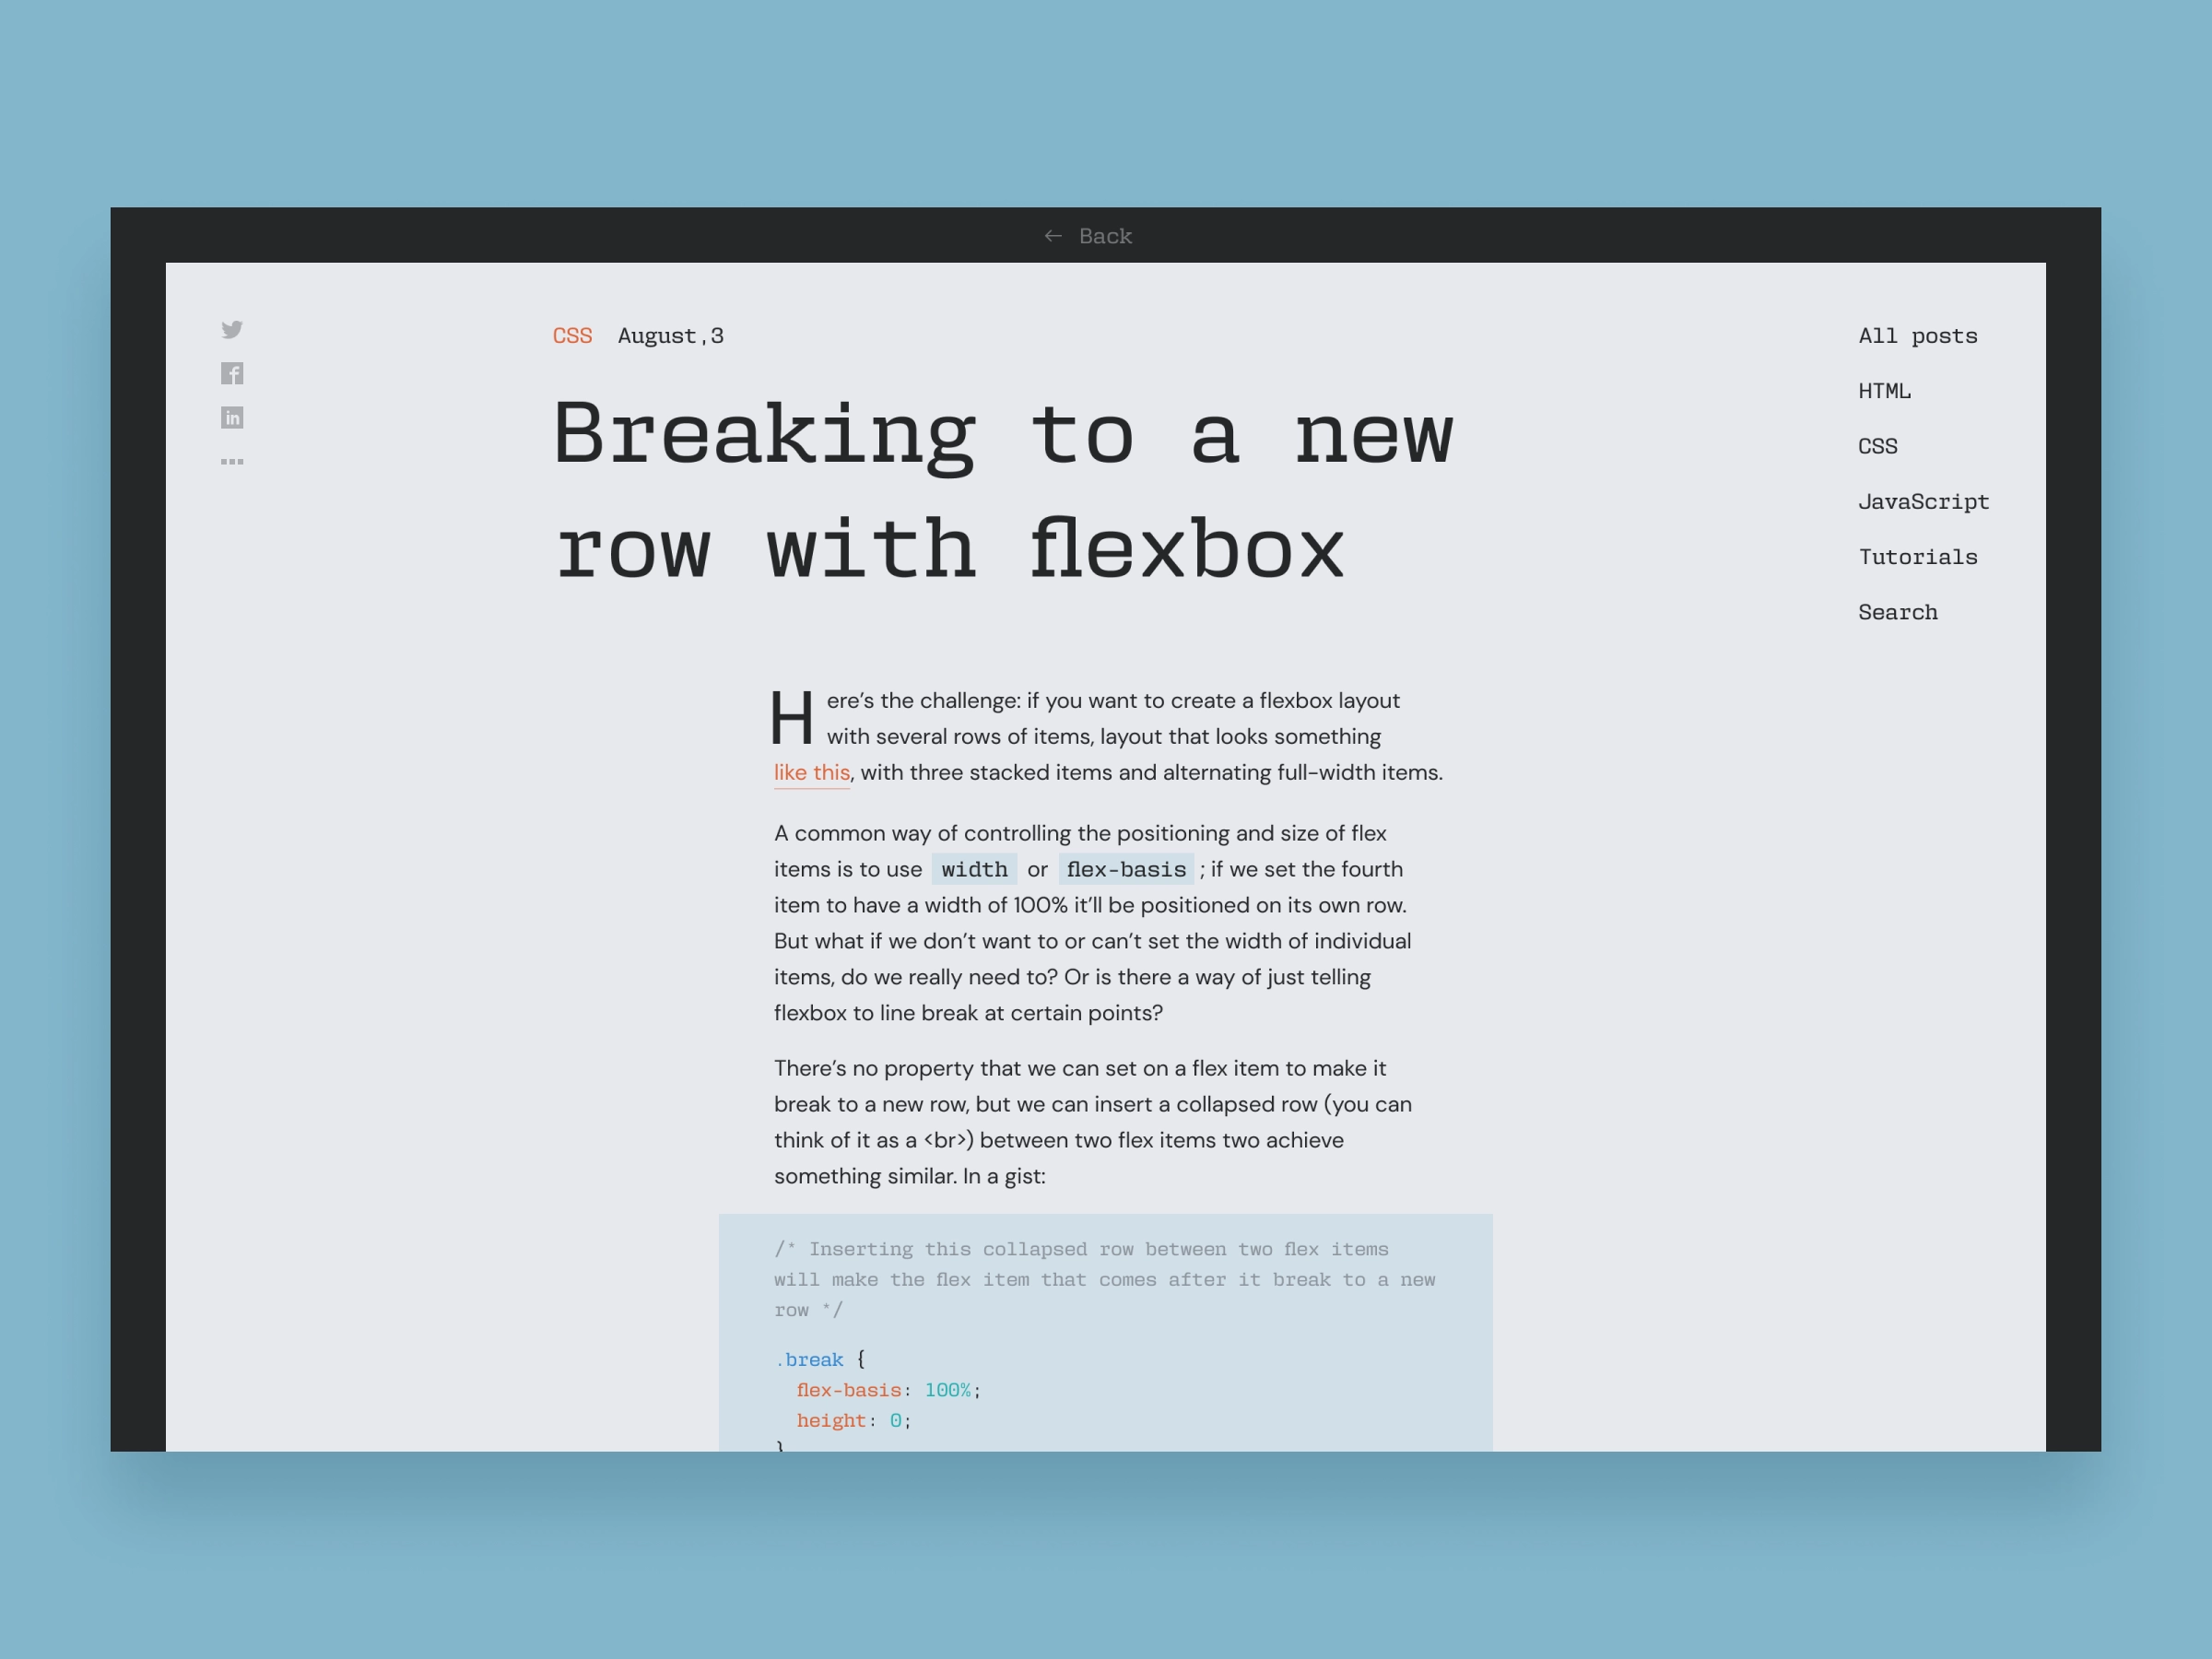 ← Back
CSS August,3
Breaking to a new
row with flexbox
All posts
HTML
CSS
JavaScript
Tutorials
Search
Here’s the challenge: if you want to create a flexbox layout
with several rows of items, layout that looks something
like this, with three stacked items and alternating full-width items.
A common way of controlling the positioning and size of flex
items is to use width or flex-basis ; if we set the fourth
item to have a width of 100% it’ll be positioned on its own row.
But what if we don’t want to or can’t set the width of individual
items, do we really need to? Or is there a way of just telling
flexbox to line break at certain points?
There’s no property that we can set on a flex item to make it
break to a new row, but we can insert a collapsed row (you can
think of it as a <br>) between two flex items two achieve
something similar. In a gist:
/* Inserting this collapsed row between two flex items
will make the flex item that comes after it break to a new
row */
.break {
flex-basis: 100%;
height: 0;
}